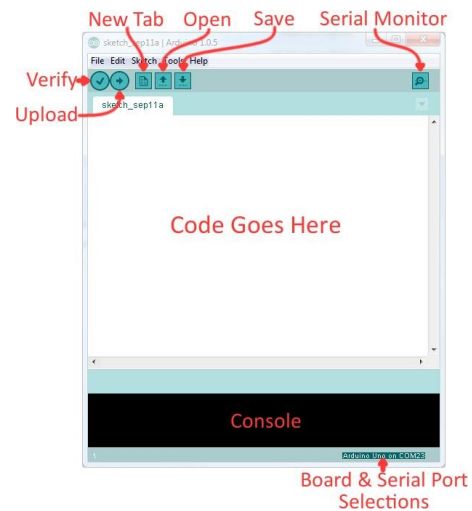 New Tab Open Save Serial Monitor
sketch_sep11a | Arduino 1.0.5
File Edit Sketch Tools Help
Verify
Upload
sketch_sep11a
Code Goes Here
Console
1
Arduino Uno on COM23
Board & Serial Port
Selections